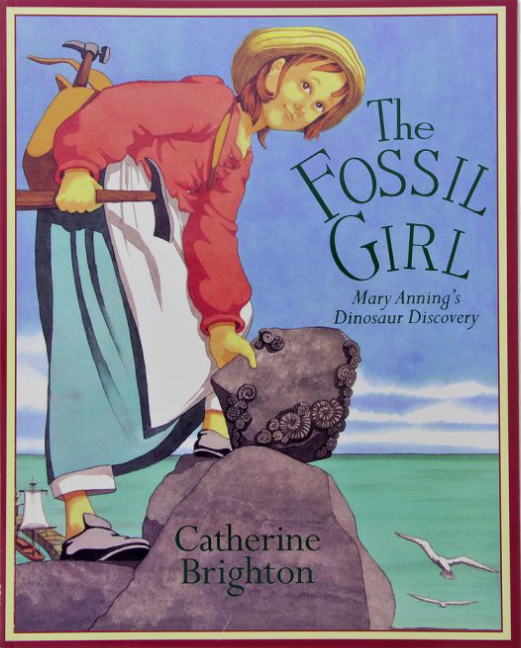 The
FOSSIL
GIRL
Mary Anning's
Dinosaur Discovery
Catherine
Brighton